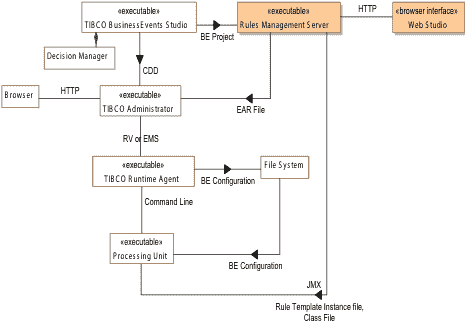 «executable»
TIBCO BusinessEvents Studio
BE Project
«executable»
Rules Management Server
HTTP
«browser interface»
Web Studio
Decision Manager
CDD
Browser
HTTP
«executable»
TIBCO Administrator
EAR File
RV or EMS
«executable»
TIBCO Runtime Agent
BE Configuration
File System
Command Line
«executable»
Processing Unit
BE Configuration
JMX
Rule Template Instance file,
Class File